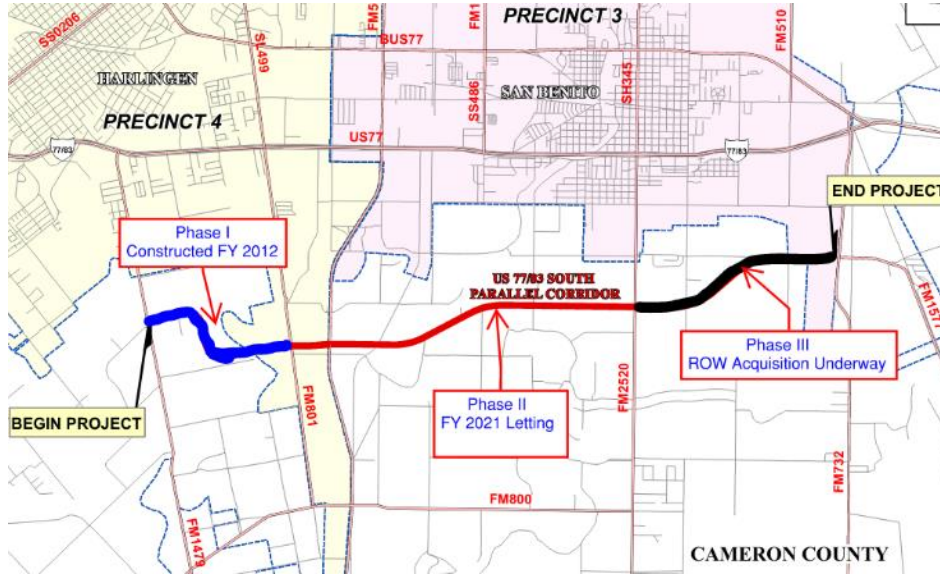 PRECINCT 3
SS0206
SL499
FM5
BUS77
FM1
FM510
HARLINGEN
SS486
SAN BENITO
SH345
PRECINCT 4
US77
77/83
77/83
END PROJECT
Phase I
Constructed FY 2012
US 77/83 SOUTH
PARALLEL CORRIDOR
FM1577
Phase III
ROW Acquisition Underway
BEGIN PROJECT
FM801
Phase II
FY 2021 Letting
FM2520
FM732
FM800
FM1479
CAMERON COUNTY